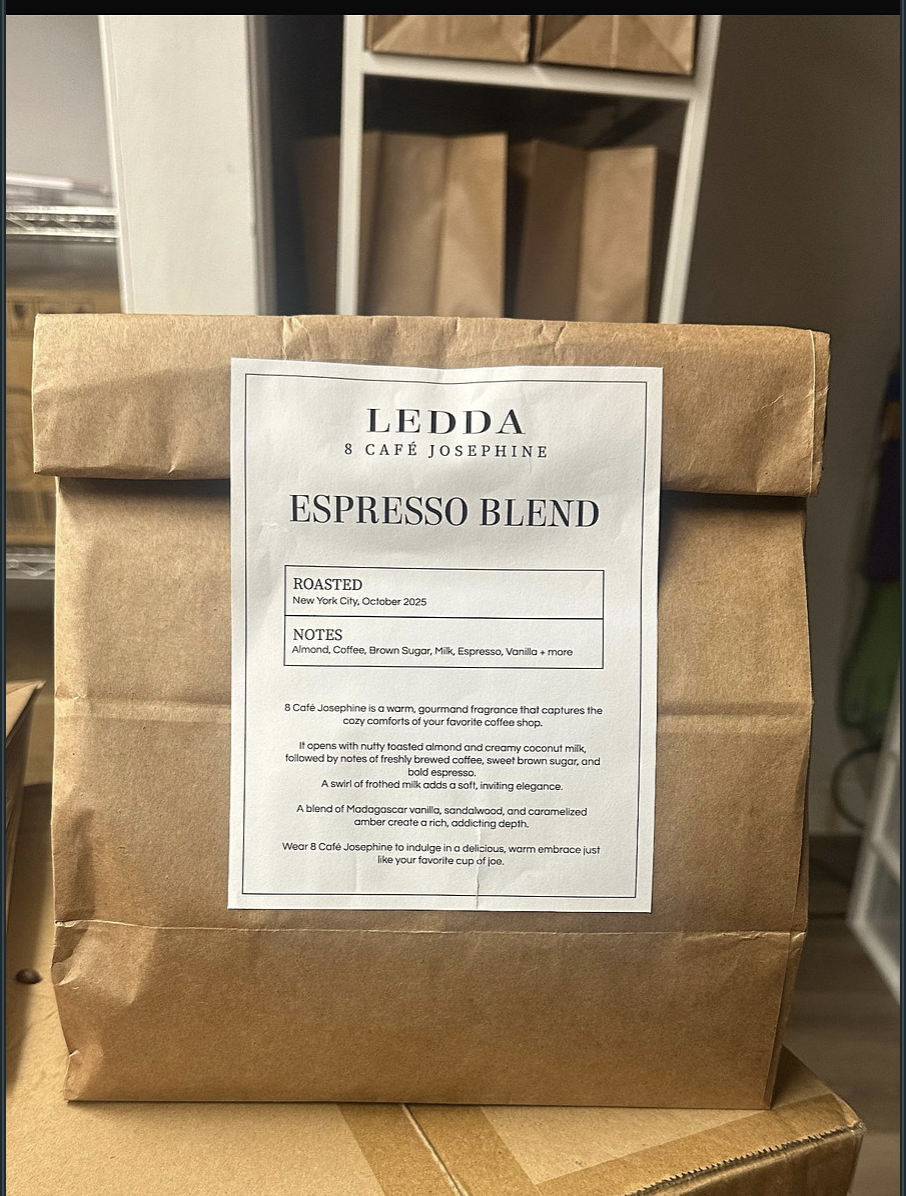 LEDDA
8 CAFÉ JOSEPHINE
ESPRESSO BLEND
ROASTED
New York City, October 2025
NOTES
Almond, Coffee, Brown Sugar, Milk, Espresso, Vanilla + more
8 Café Josephine is a warm, gourmand fragrance that captures the
cozy comforts of your favorite coffee shop.
It opens with nutty toasted almond and creamy coconut milk,
followed by notes of freshly brewed coffee, sweet brown sugar, and
bold espresso.
A swirl of frothed milk adds a soft, inviting elegance.
A blend of Madagascar vanilla, sandalwood, and caramelized
amber create a rich, addicting depth.
Wear 8 Café Josephine to indulge in a delicious, warm embrace just
like your favorite cup of joe.